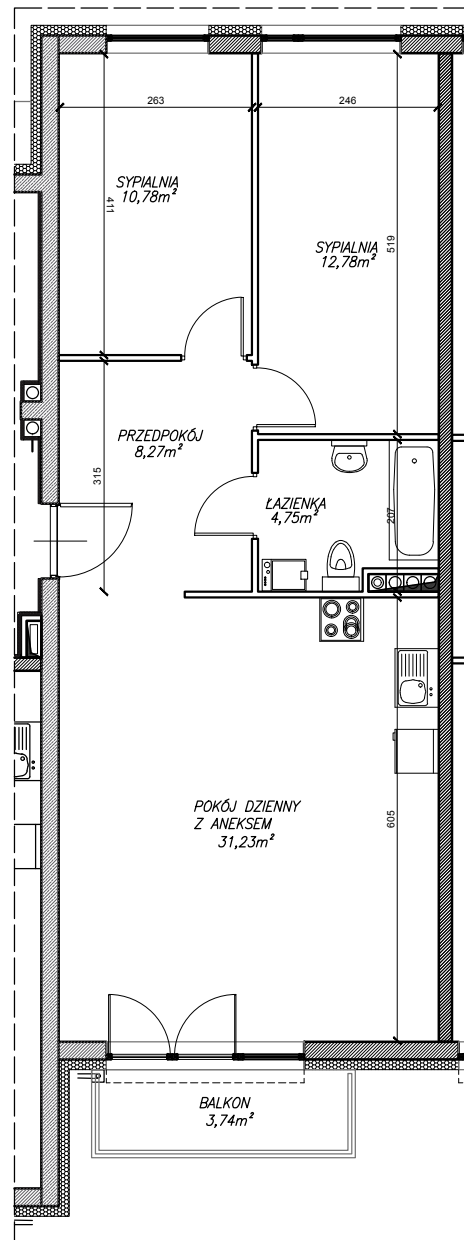 263
246
SYPIALNIA
10,78m²
411
SYPIALNIA
12,78m²
519
PRZEDPOKÓJ
8,27m²
315
ŁAZIENKA
4,75m²
207
POKÓJ DZIENNY
Z ANEKSEM
31,23m²
605
BALKON
3,74m²